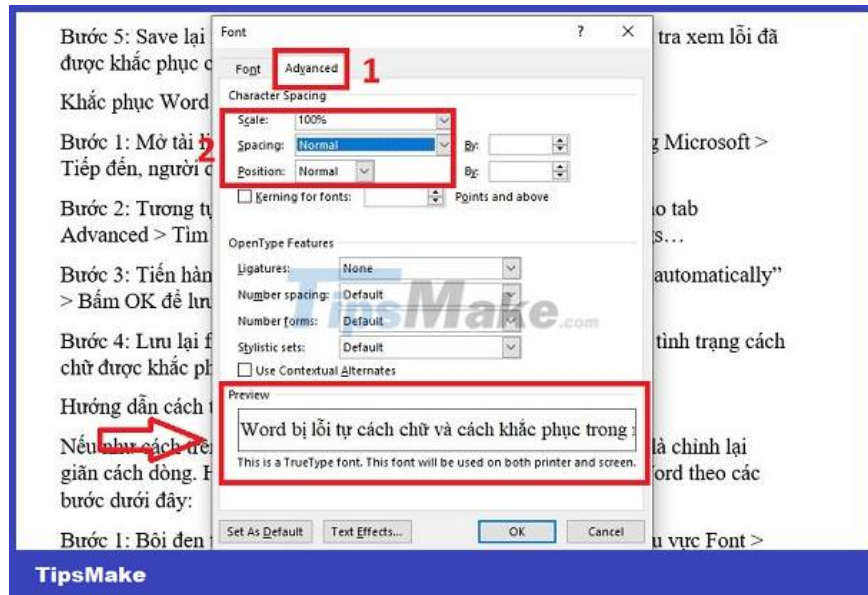 Bước 5: Save lại
tra xem lỗi đã
được khắc phục
Khắc phục Word
Bước 1: Mở tài
Microsoft >
Tiếp đến, người
Bước 2: Tương tự
tab
Advanced > Tìm
Bước 3: Tiến hàn
automatically”
> Bấm OK để lưu
Bước 4: Lưu lại f
tình trạng cách
chữ được khắc ph
Hướng dẫn cách
Nếu như cách trê
là chỉnh lại
giãn cách dòng.
ord theo các
bước dưới đây:
Bước 1: Bôi đen
vực Font >
Font
? ×
Font Advanced 1
Character Spacing
2
Scale: 100%
Spacing: Normal By:
Position: Normal By:
Kerning for fonts: Points and above
OpenType Features
Ligatures: None
Number spacing: Default
Number forms: Default
Stylistic sets: Default
Use Contextual Alternates
TipsMake.com
Preview
Word bị lỗi tự cách chữ và cách khắc phục trong
This is a TrueType font. This font will be used on both printer and screen.
Set As Default Text Effects... OK Cancel
TipsMake